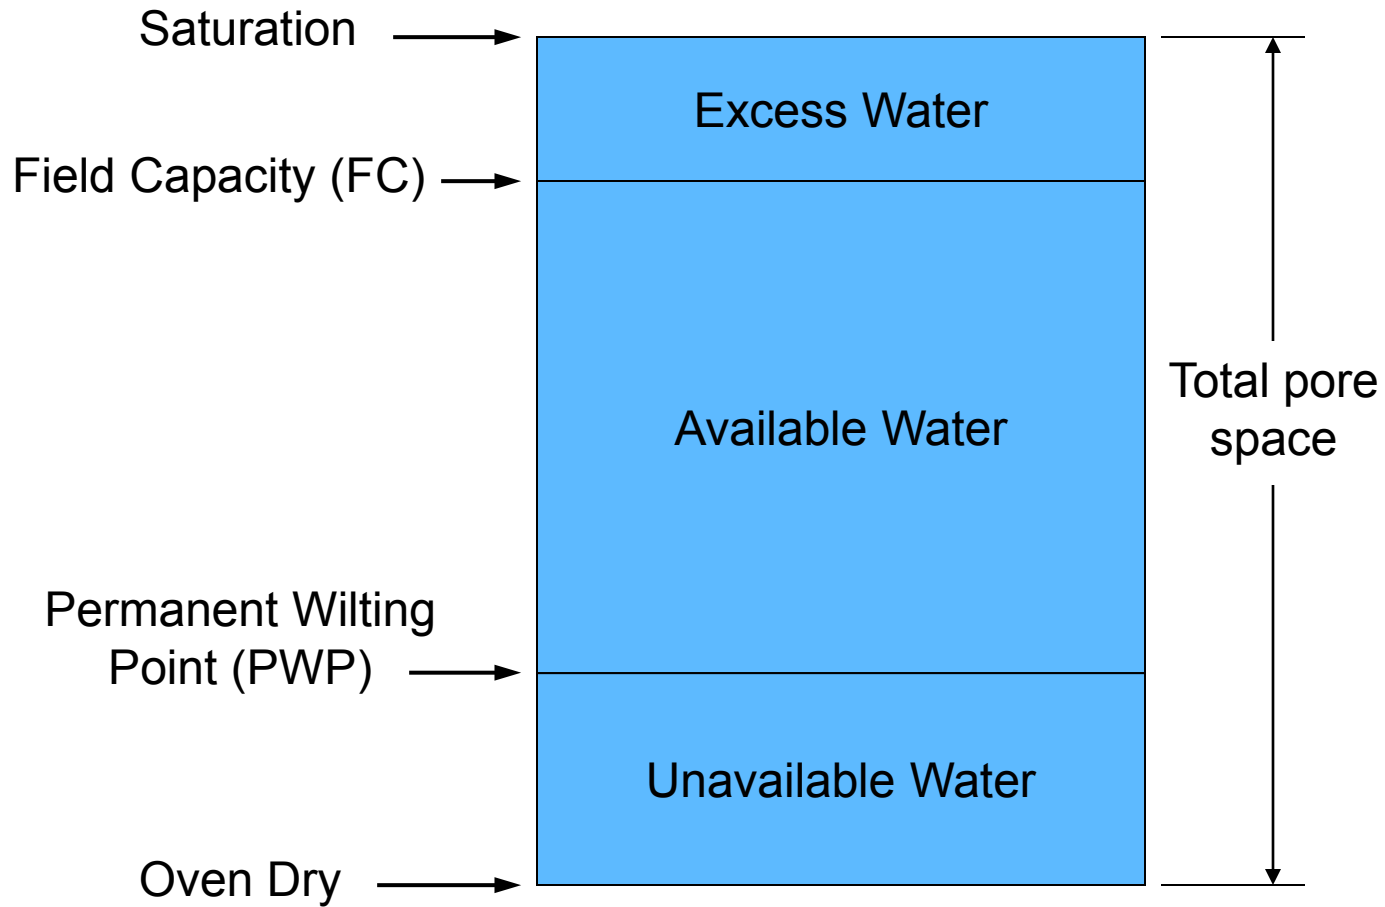 Saturation
Excess Water
Field Capacity (FC)
Total pore
space
Available Water
Permanent Wilting
Point (PWP)
Unavailable Water
Oven Dry